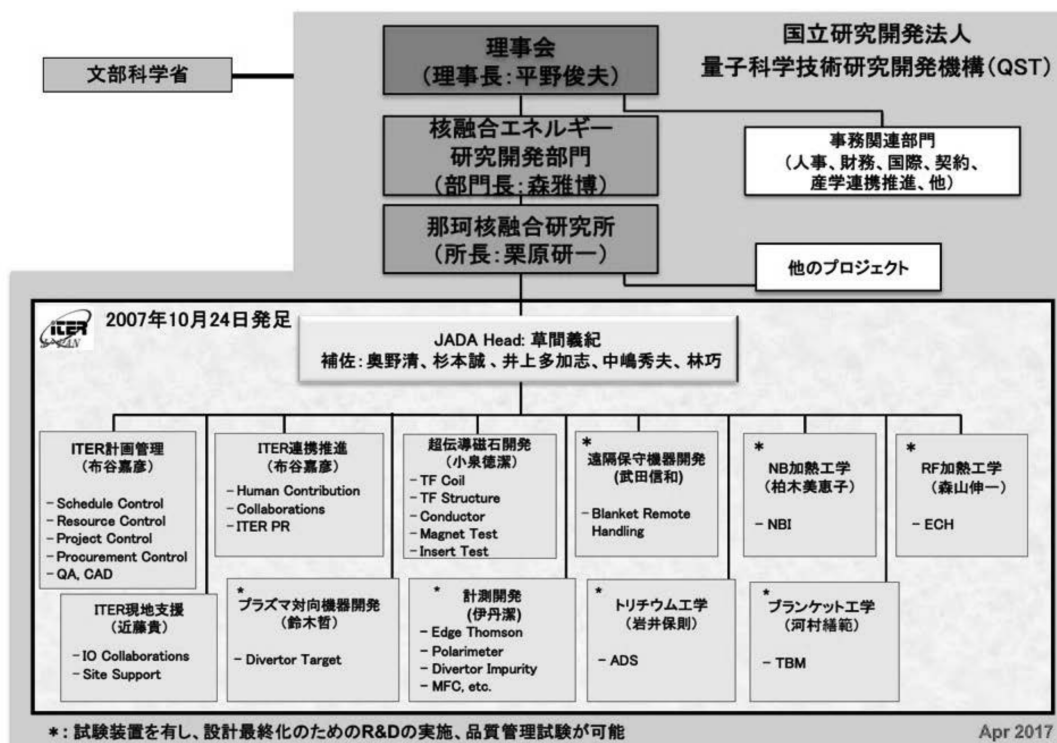 国立研究開発法人
量子科学技術研究開発機構(QST)
文部科学省
理事会
(理事長:平野俊夫)
核融合エネルギー
研究開発部門
(部門長:森雅博)
事務関連部門
(人事、財務、国際、契約、
産学連携推進、他)
那珂核融合研究所
(所長:栗原研一)
他のプロジェクト
ITER
JAPAN
2007年10月24日発足
JADA Head: 草間義紀
補佐:奥野清、杉本誠、井上多加志、中嶋秀夫、林巧
ITER計画管理
(布谷嘉彦)
- Schedule Control
- Resource Control
- Project Control
- Procurement Control
- QA, CAD
ITER連携推進
(布谷嘉彦)
- Human Contribution
- Collaborations
- ITER PR
超伝導磁石開発
(小泉徳潔)
- TF Coil
- TF Structure
- Conductor
- Magnet Test
- Insert Test
*
遠隔保守機器開発
(武田信和)
- Blanket Remote
Handling
*
NB加熱工学
(柏木美恵子)
- NBI
*
RF加熱工学
(森山伸一)
- ECH
ITER現地支援
(近藤貴)
- IO Collaborations
- Site Support
*
プラズマ対向機器開発
(鈴木哲)
- Divertor Target
*
計測開発
(伊丹潔)
- Edge Thomson
- Polarimeter
- Divertor Impurity
- MFC, etc.
*
トリチウム工学
(岩井保則)
- ADS
*
ブランケット工学
(河村繕範)
- TBM
*:試験装置を有し、設計最終化のためのR&Dの実施、品質管理試験が可能
Apr 2017